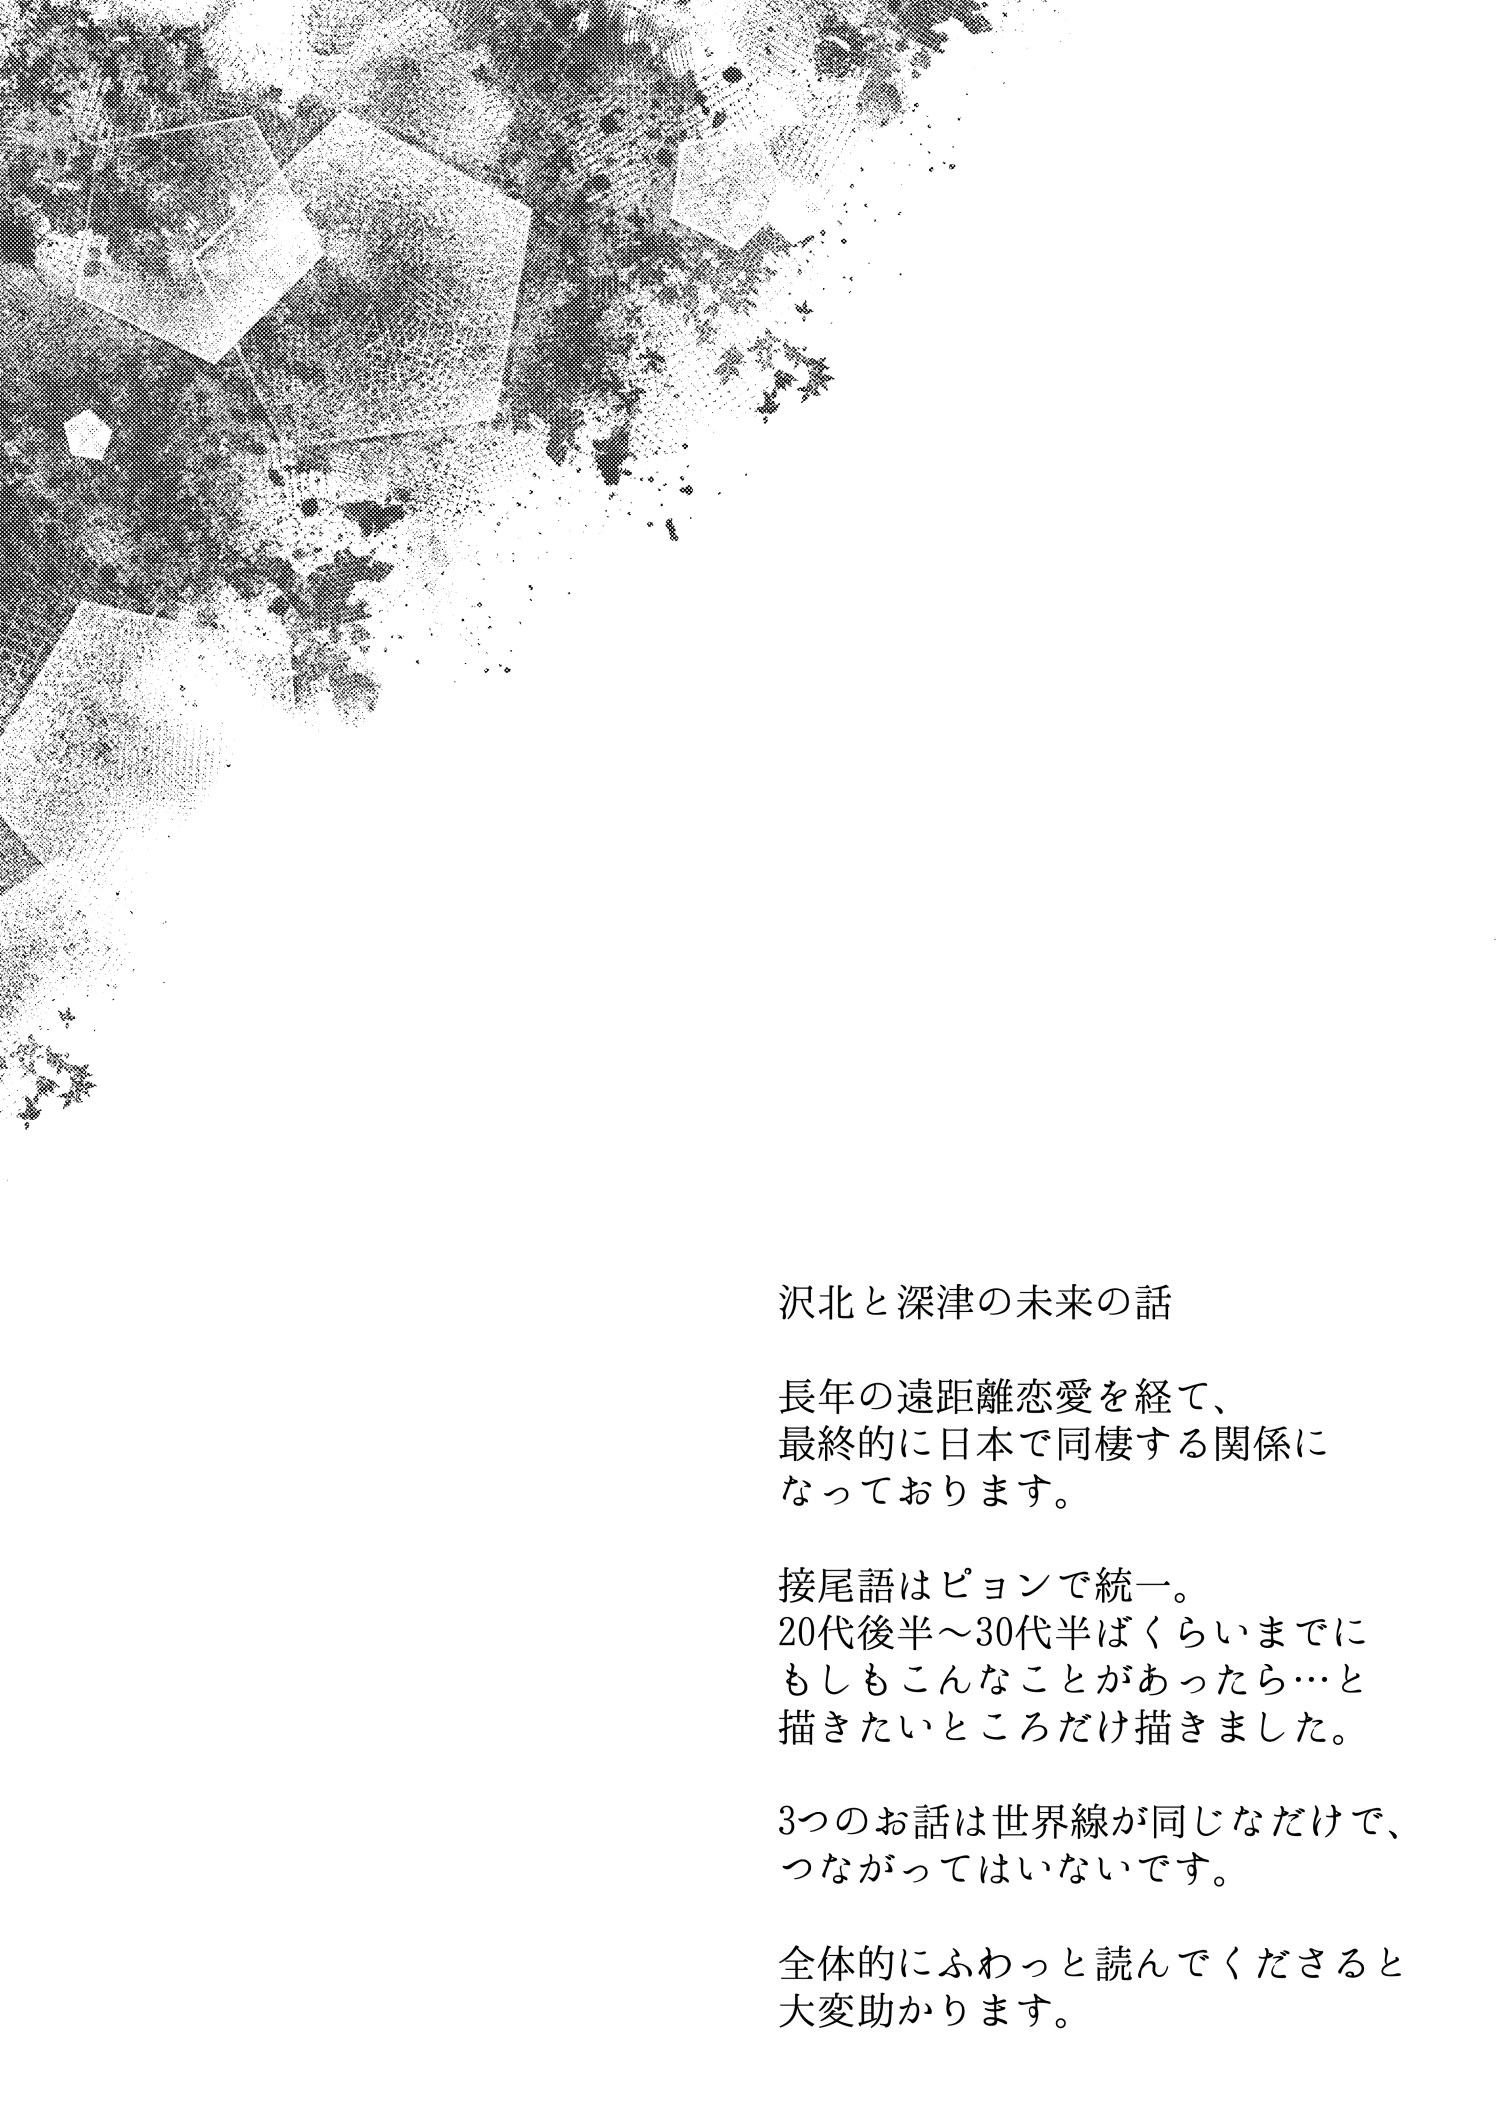 沢北と深津の未来の話
長年の遠距離恋愛を経て、
最終的に日本で同棲する関係に
なっております。
接尾語はピョンで統一。
20代後半～30代半ばくらいまでに
もしもこんなことがあったら…と
描きたいところだけ描きました。
3つのお話は世界線が同じなだけで、
つながってはいないです。
全体的にふわっと読んでくださると
大変助かります。